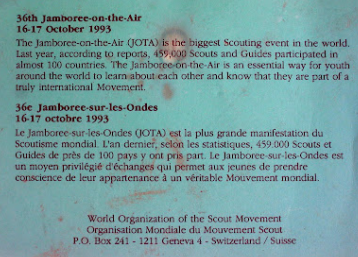 36th Jamboree-on-the-Air
16-17 October 1993
The Jamboree-on-the-Air (JOTA) is the biggest Scouting event in the world.
Last year, according to reports, 459,000 Scouts and Guides participated in
almost 100 countries. The Jamboree-on-the-Air is an essential way for youth
around the world to learn about each other and know that they are part of a
truly international Movement.
36e Jamboree-sur-les-Ondes
16-17 octobre 1993
Le Jamboree-sur-les-Ondes (JOTA) est la plus grande manifestation du
Scoutisme mondial. L'an dernier, selon les statistiques, 459.000 Scouts et
Guides de près de 100 pays y ont pris part. Le Jamboree-sur-les-Ondes est
un moyen privilégié d'échanges qui permet aux jeunes de prendre
conscience de leur appartenance à un véritable Mouvement mondial.
World Organization of the Scout Movement
Organisation Mondiale du Mouvement Scout
P.O. Box 241 - 1211 Geneva 4 - Switzerland / Suisse